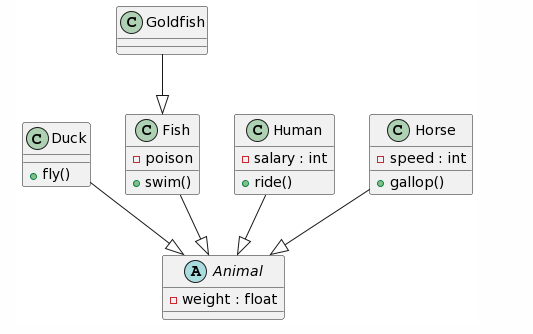 C Goldfish
C Duck
fly()
C Fish
poison
swim()
C Human
salary : int
ride()
C Horse
speed : int
gallop()
A Animal
weight : float